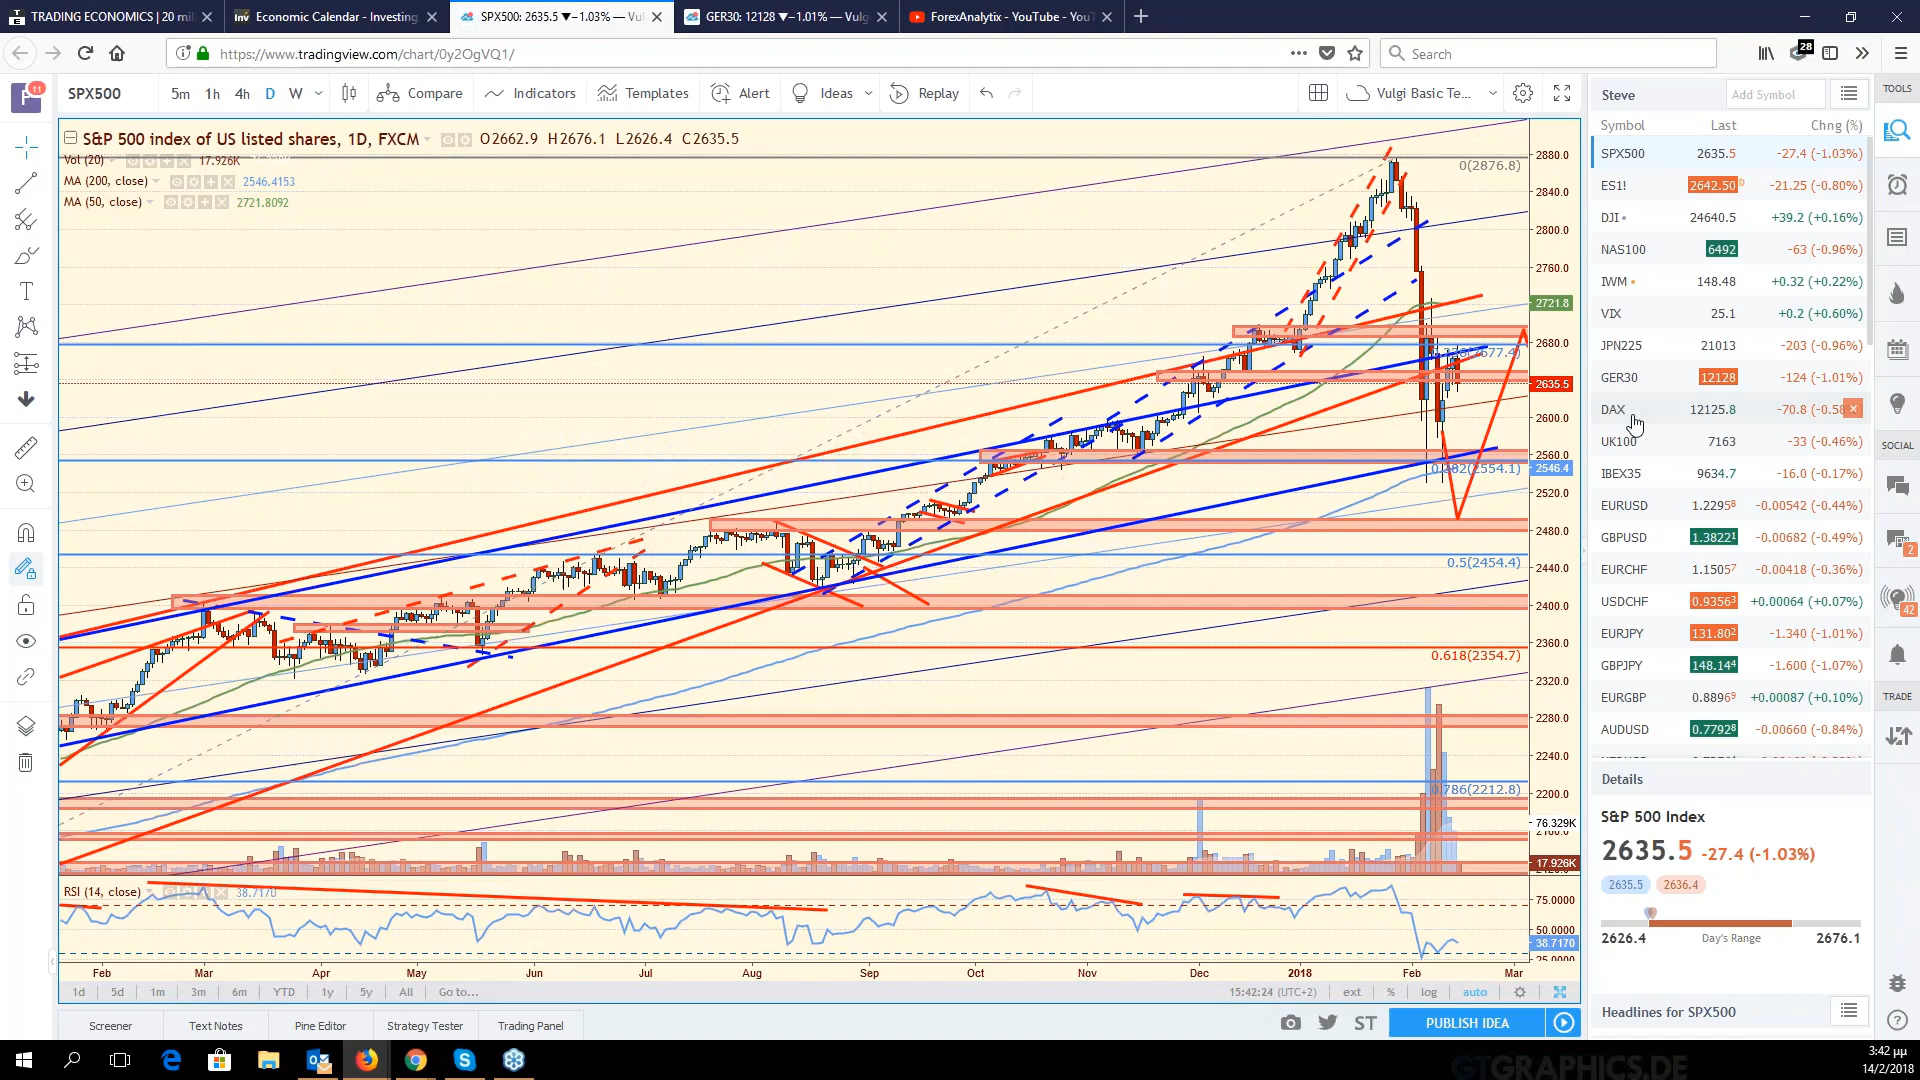 TRADING ECONOMICS | 20 mil
Economic Calendar - Investing
SPX500: 2635.5 ▼−1.03% — Vul
GER30: 12128 ▼−1.01% — Vulg
ForexAnalytix - YouTube - You
https://www.tradingview.com/chart/0y2OgVQ1/
Search
28
11
SPX500
5m 1h 4h D W
Compare
Indicators
Templates
Alert
Ideas
Replay
Vulgi Basic Te...
S&P 500 index of US listed shares, 1D, FXCM
O2662.9 H2676.1 L2626.4 C2635.5
Vol (20) 17.926K
MA (200, close) 2546.4153
MA (50, close) 2721.8092
0(2876.8)
0.382(2554.1)
0.5(2454.4)
0.618(2354.7)
0.786(2212.8)
2880.0
2840.0
2800.0
2760.0
2721.8
2680.0
2635.5
2600.0
2560.0
2546.4
2520.0
2480.0
2440.0
2400.0
2360.0
2320.0
2280.0
2240.0
2200.0
76.329K
17.926K
RSI (14, close) 38.7170
75.0000
50.0000
38.7170
25.0000
Feb Mar Apr May Jun Jul Aug Sep Oct Nov Dec 2018 Feb Mar
1d 5d 1m 3m 6m YTD 1y 5y All Go to...
15:42:24 (UTC+2) ext % log auto
Screener Text Notes Pine Editor Strategy Tester Trading Panel
ST
PUBLISH IDEA
Steve
Add Symbol
Symbol Last Chng (%)
SPX500 2635.5 -27.4 (-1.03%)
ES1! 2642.50 D -21.25 (-0.80%)
DJI 24640.5 +39.2 (+0.16%)
NAS100 6492 -63 (-0.96%)
IWM 148.48 +0.32 (+0.22%)
VIX 25.1 +0.2 (+0.60%)
JPN225 21013 -203 (-0.96%)
GER30 12128 -124 (-1.01%)
DAX 12125.8 -70.8 (-0.58
UK100 7163 -33 (-0.46%)
IBEX35 9634.7 -16.0 (-0.17%)
EURUSD 1.22958 -0.00542 (-0.44%)
GBPUSD 1.38221 -0.00682 (-0.49%)
EURCHF 1.15057 -0.00418 (-0.36%)
USDCHF 0.93563 +0.00064 (+0.07%)
EURJPY 131.802 -1.340 (-1.01%)
GBPJPY 148.144 -1.600 (-1.07%)
EURGBP 0.88969 +0.00087 (+0.10%)
AUDUSD 0.77928 -0.00660 (-0.84%)
Details
S&P 500 Index
2635.5 -27.4 (-1.03%)
2635.5 2636.4
2626.4 Day's Range 2676.1
Headlines for SPX500
TOOLS
SOCIAL
2
42
TRADE
GTGRAPHICS.DE
3:42 μμ
14/2/2018